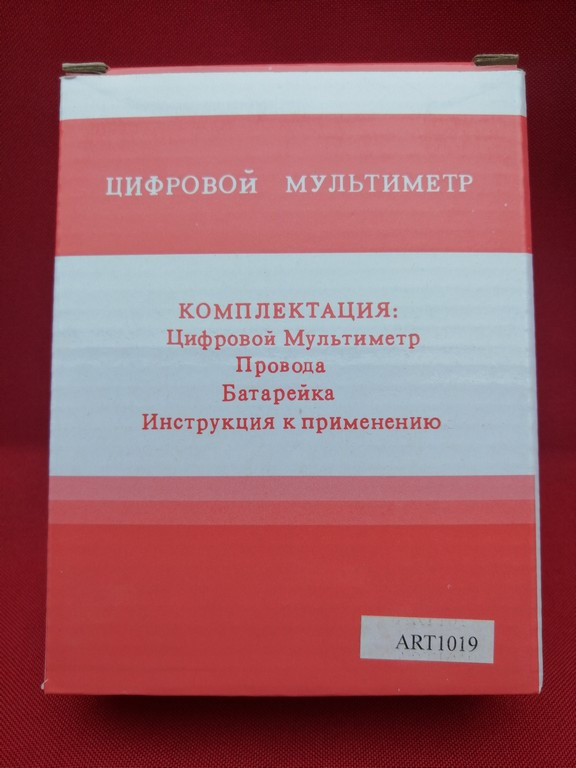 ЦИФРОВОЙ МУЛЬТИМЕТР
КОМПЛЕКТАЦИЯ:
Цифровой Мультиметр
Провода
Батарейка
Инструкция к применению
ART1019